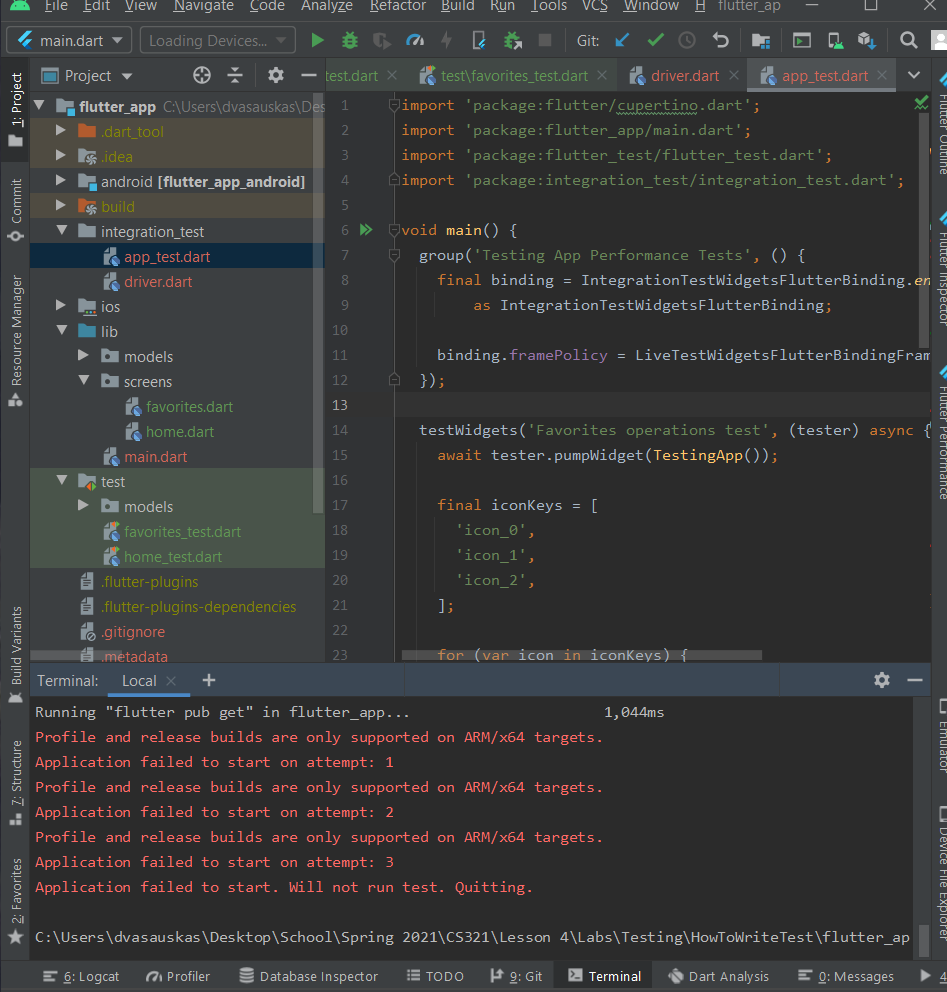 File Edit View Navigate Code Analyze Refactor Build Run Tools VCS Window H flutter_ap
main.dart Loading Devices... Git:
1: Project
Commit
Resource Manager
Build Variants
7: Structure
2: Favorites
Project
flutter_app C:\Users\dvasauskas\Des
.dart_tool
.idea
android [flutter_app_android]
build
integration_test
app_test.dart
driver.dart
ios
lib
models
screens
favorites.dart
home.dart
main.dart
test
models
favorites_test.dart
home_test.dart
.flutter-plugins
.flutter-plugins-dependencies
.gitignore
.metadata
test.dart test\favorites_test.dart driver.dart app_test.dart
1 import 'package:flutter/cupertino.dart';
2 import 'package:flutter_app/main.dart';
3 import 'package:flutter_test/flutter_test.dart';
4 import 'package:integration_test/integration_test.dart';
5
6 void main() {
7 group('Testing App Performance Tests', () {
8 final binding = IntegrationTestWidgetsFlutterBinding.en
9 as IntegrationTestWidgetsFlutterBinding;
10
11 binding.framePolicy = LiveTestWidgetsFlutterBindingFram
12 });
13
14 testWidgets('Favorites operations test', (tester) async {
15 await tester.pumpWidget(TestingApp());
16
17 final iconKeys = [
18 'icon_0',
19 'icon_1',
20 'icon_2',
21 ];
22
23 for (var icon in iconKeys) {
Flutter Outline
Flutter Inspector
Flutter Performance
Emulator
Device File Explorer
Terminal: Local
Running "flutter pub get" in flutter_app... 1,044ms
Profile and release builds are only supported on ARM/x64 targets.
Application failed to start on attempt: 1
Profile and release builds are only supported on ARM/x64 targets.
Application failed to start on attempt: 2
Profile and release builds are only supported on ARM/x64 targets.
Application failed to start on attempt: 3
Application failed to start. Will not run test. Quitting.
C:\Users\dvasauskas\Desktop\School\Spring 2021\CS321\Lesson 4\Labs\Testing\HowToWriteTest\flutter_ap
6: Logcat Profiler Database Inspector TODO 9: Git Terminal Dart Analysis 0: Messages 4